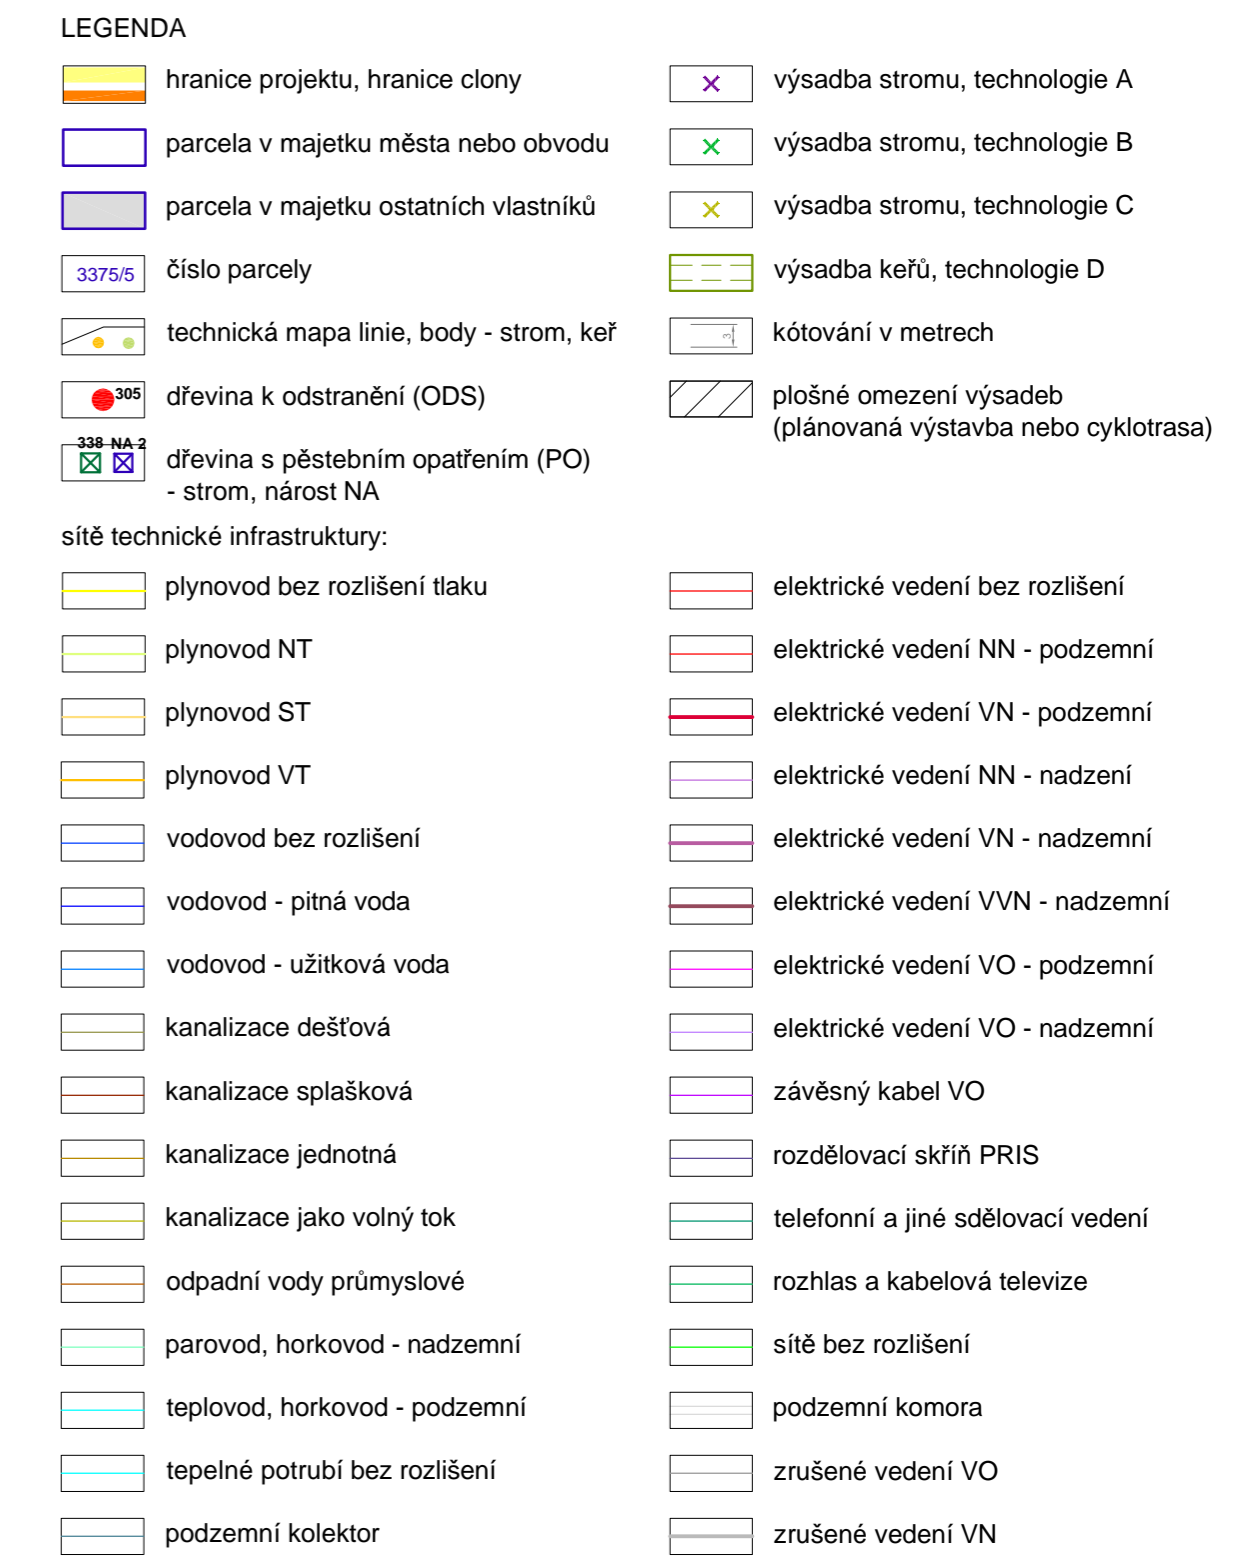 LEGENDA
hranice projektu, hranice clony
parcela v majetku města nebo obvodu
parcela v majetku ostatních vlastníků
3375/5 číslo parcely
technická mapa linie, body - strom, keř
305 dřevina k odstranění (ODS)
338 NA 2 dřevina s pěstebním opatřením (PO)
- strom, nárost NA
výsadba stromu, technologie A
výsadba stromu, technologie B
výsadba stromu, technologie C
výsadba keřů, technologie D
3 kótování v metrech
plošné omezení výsadeb
(plánovaná výstavba nebo cyklotrasa)
sítě technické infrastruktury:
plynovod bez rozlišení tlaku
plynovod NT
plynovod ST
plynovod VT
vodovod bez rozlišení
vodovod - pitná voda
vodovod - užitková voda
kanalizace dešťová
kanalizace splašková
kanalizace jednotná
kanalizace jako volný tok
odpadní vody průmyslové
parovod, horkovod - nadzemní
teplovod, horkovod - podzemní
tepelné potrubí bez rozlišení
podzemní kolektor
elektrické vedení bez rozlišení
elektrické vedení NN - podzemní
elektrické vedení VN - podzemní
elektrické vedení NN - nadzení
elektrické vedení VN - nadzemní
elektrické vedení VVN - nadzemní
elektrické vedení VO - podzemní
elektrické vedení VO - nadzemní
závěsný kabel VO
rozdělovací skříň PRIS
telefonní a jiné sdělovací vedení
rozhlas a kabelová televize
sítě bez rozlišení
podzemní komora
zrušené vedení VO
zrušené vedení VN